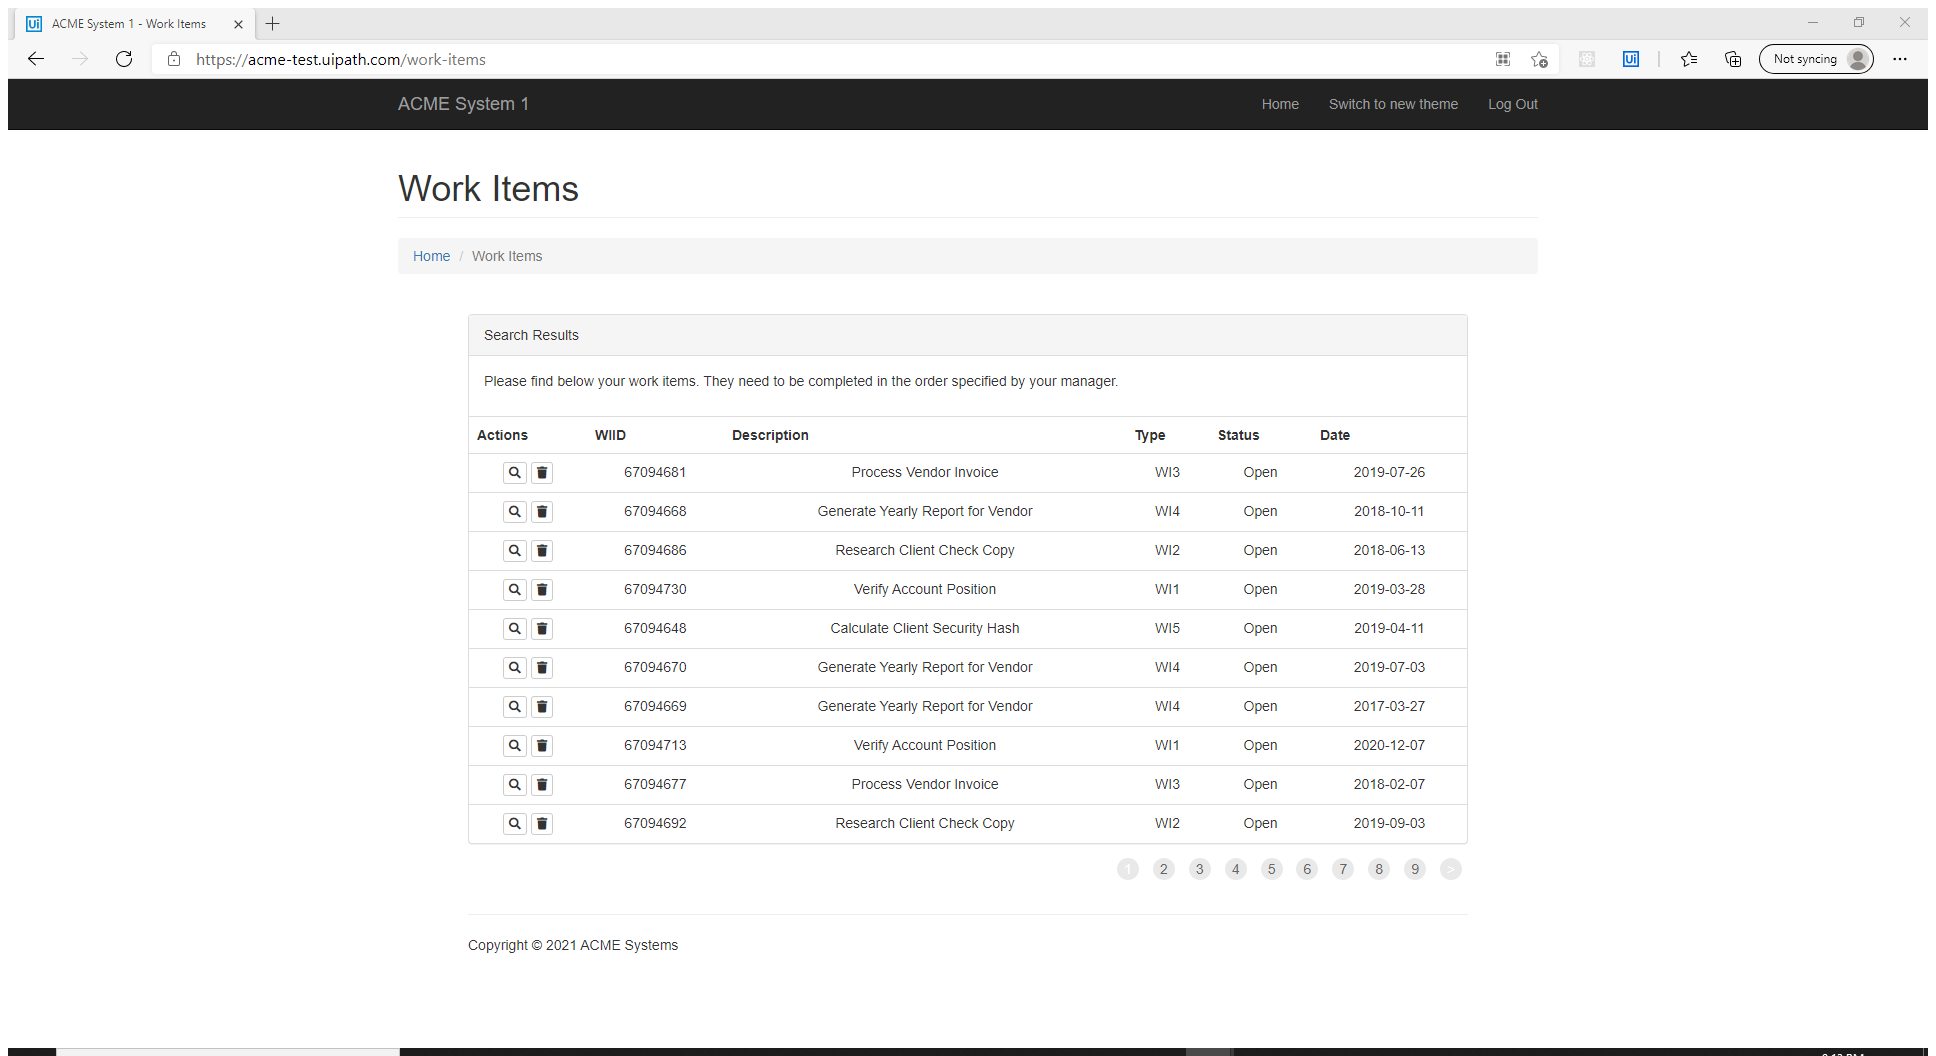 Ui ACME System 1 - Work Items
https://acme-test.uipath.com/work-items
Ui
Not syncing
ACME System 1 Home Switch to new theme Log Out
Work Items
Home / Work Items
Search Results
Please find below your work items. They need to be completed in the order specified by your manager.
Actions WIID Description Type Status Date
67094681 Process Vendor Invoice WI3 Open 2019-07-26
67094668 Generate Yearly Report for Vendor WI4 Open 2018-10-11
67094686 Research Client Check Copy WI2 Open 2018-06-13
67094730 Verify Account Position WI1 Open 2019-03-28
67094648 Calculate Client Security Hash WI5 Open 2019-04-11
67094670 Generate Yearly Report for Vendor WI4 Open 2019-07-03
67094669 Generate Yearly Report for Vendor WI4 Open 2017-03-27
67094713 Verify Account Position WI1 Open 2020-12-07
67094677 Process Vendor Invoice WI3 Open 2018-02-07
67094692 Research Client Check Copy WI2 Open 2019-09-03
1 2 3 4 5 6 7 8 9 >
Copyright © 2021 ACME Systems